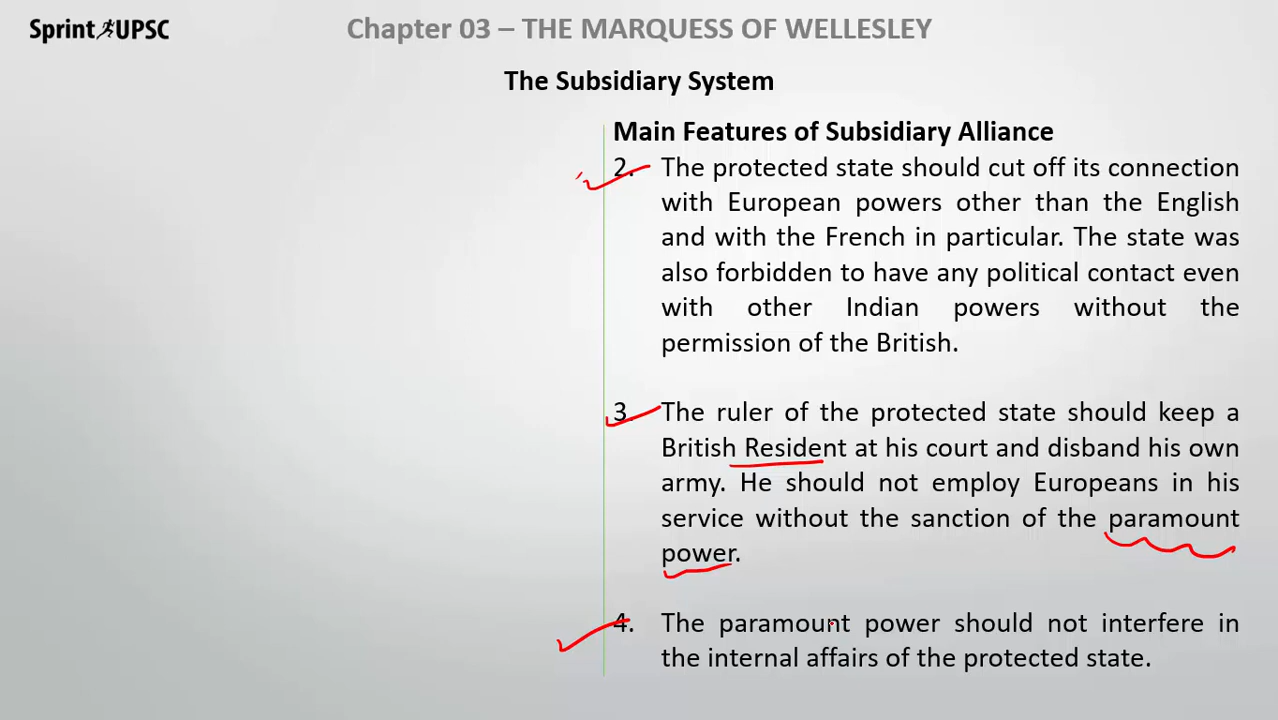 Sprint UPSC
Chapter 03 – THE MARQUESS OF WELLESLEY
The Subsidiary System
Main Features of Subsidiary Alliance
2. The protected state should cut off its connection
with European powers other than the English
and with the French in particular. The state was
also forbidden to have any political contact even
with other Indian powers without the
permission of the British.
3. The ruler of the protected state should keep a
British Resident at his court and disband his own
army. He should not employ Europeans in his
service without the sanction of the paramount
power.
4. The paramount power should not interfere in
the internal affairs of the protected state.